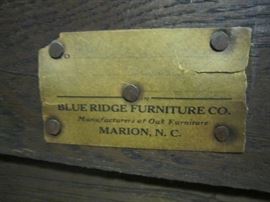 BLUE RIDGE FURNITURE CO.
Manufacturers of Oak Furniture
MARION, N. C.